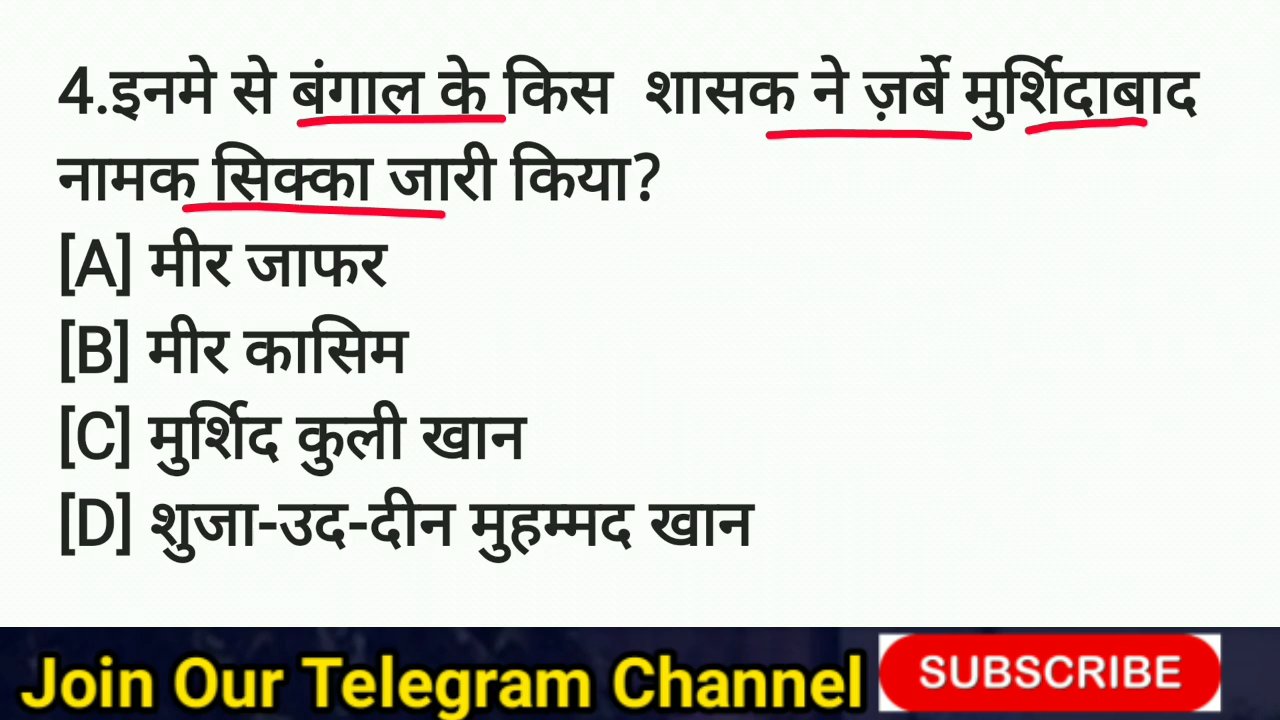 4.इनमे से बंगाल के किस शासक ने ज़र्बे मुर्शिदाबाद
नामक सिक्का जारी किया?
[A] मीर जाफर
[B] मीर कासिम
[C] मुर्शिद कुली खान
[D] शुजा-उद-दीन मुहम्मद खान
Join Our Telegram Channel
SUBSCRIBE